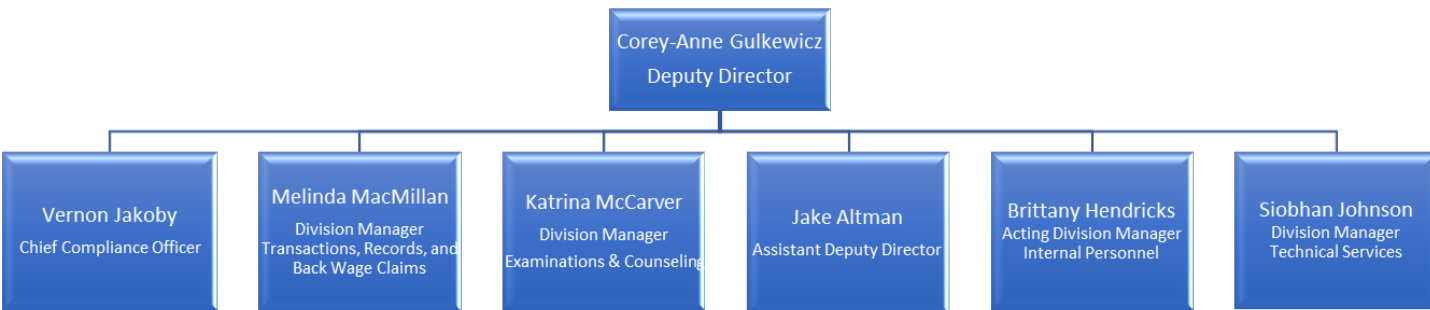 Corey-Anne Gulkewicz
Deputy Director
Vernon Jakoby
Chief Compliance Officer
Melinda MacMillan
Division Manager
Transactions, Records, and
Back Wage Claims
Katrina McCarver
Division Manager
Examinations & Counseling
Jake Altman
Assistant Deputy Director
Brittany Hendricks
Acting Division Manager
Internal Personnel
Siobhan Johnson
Division Manager
Technical Services